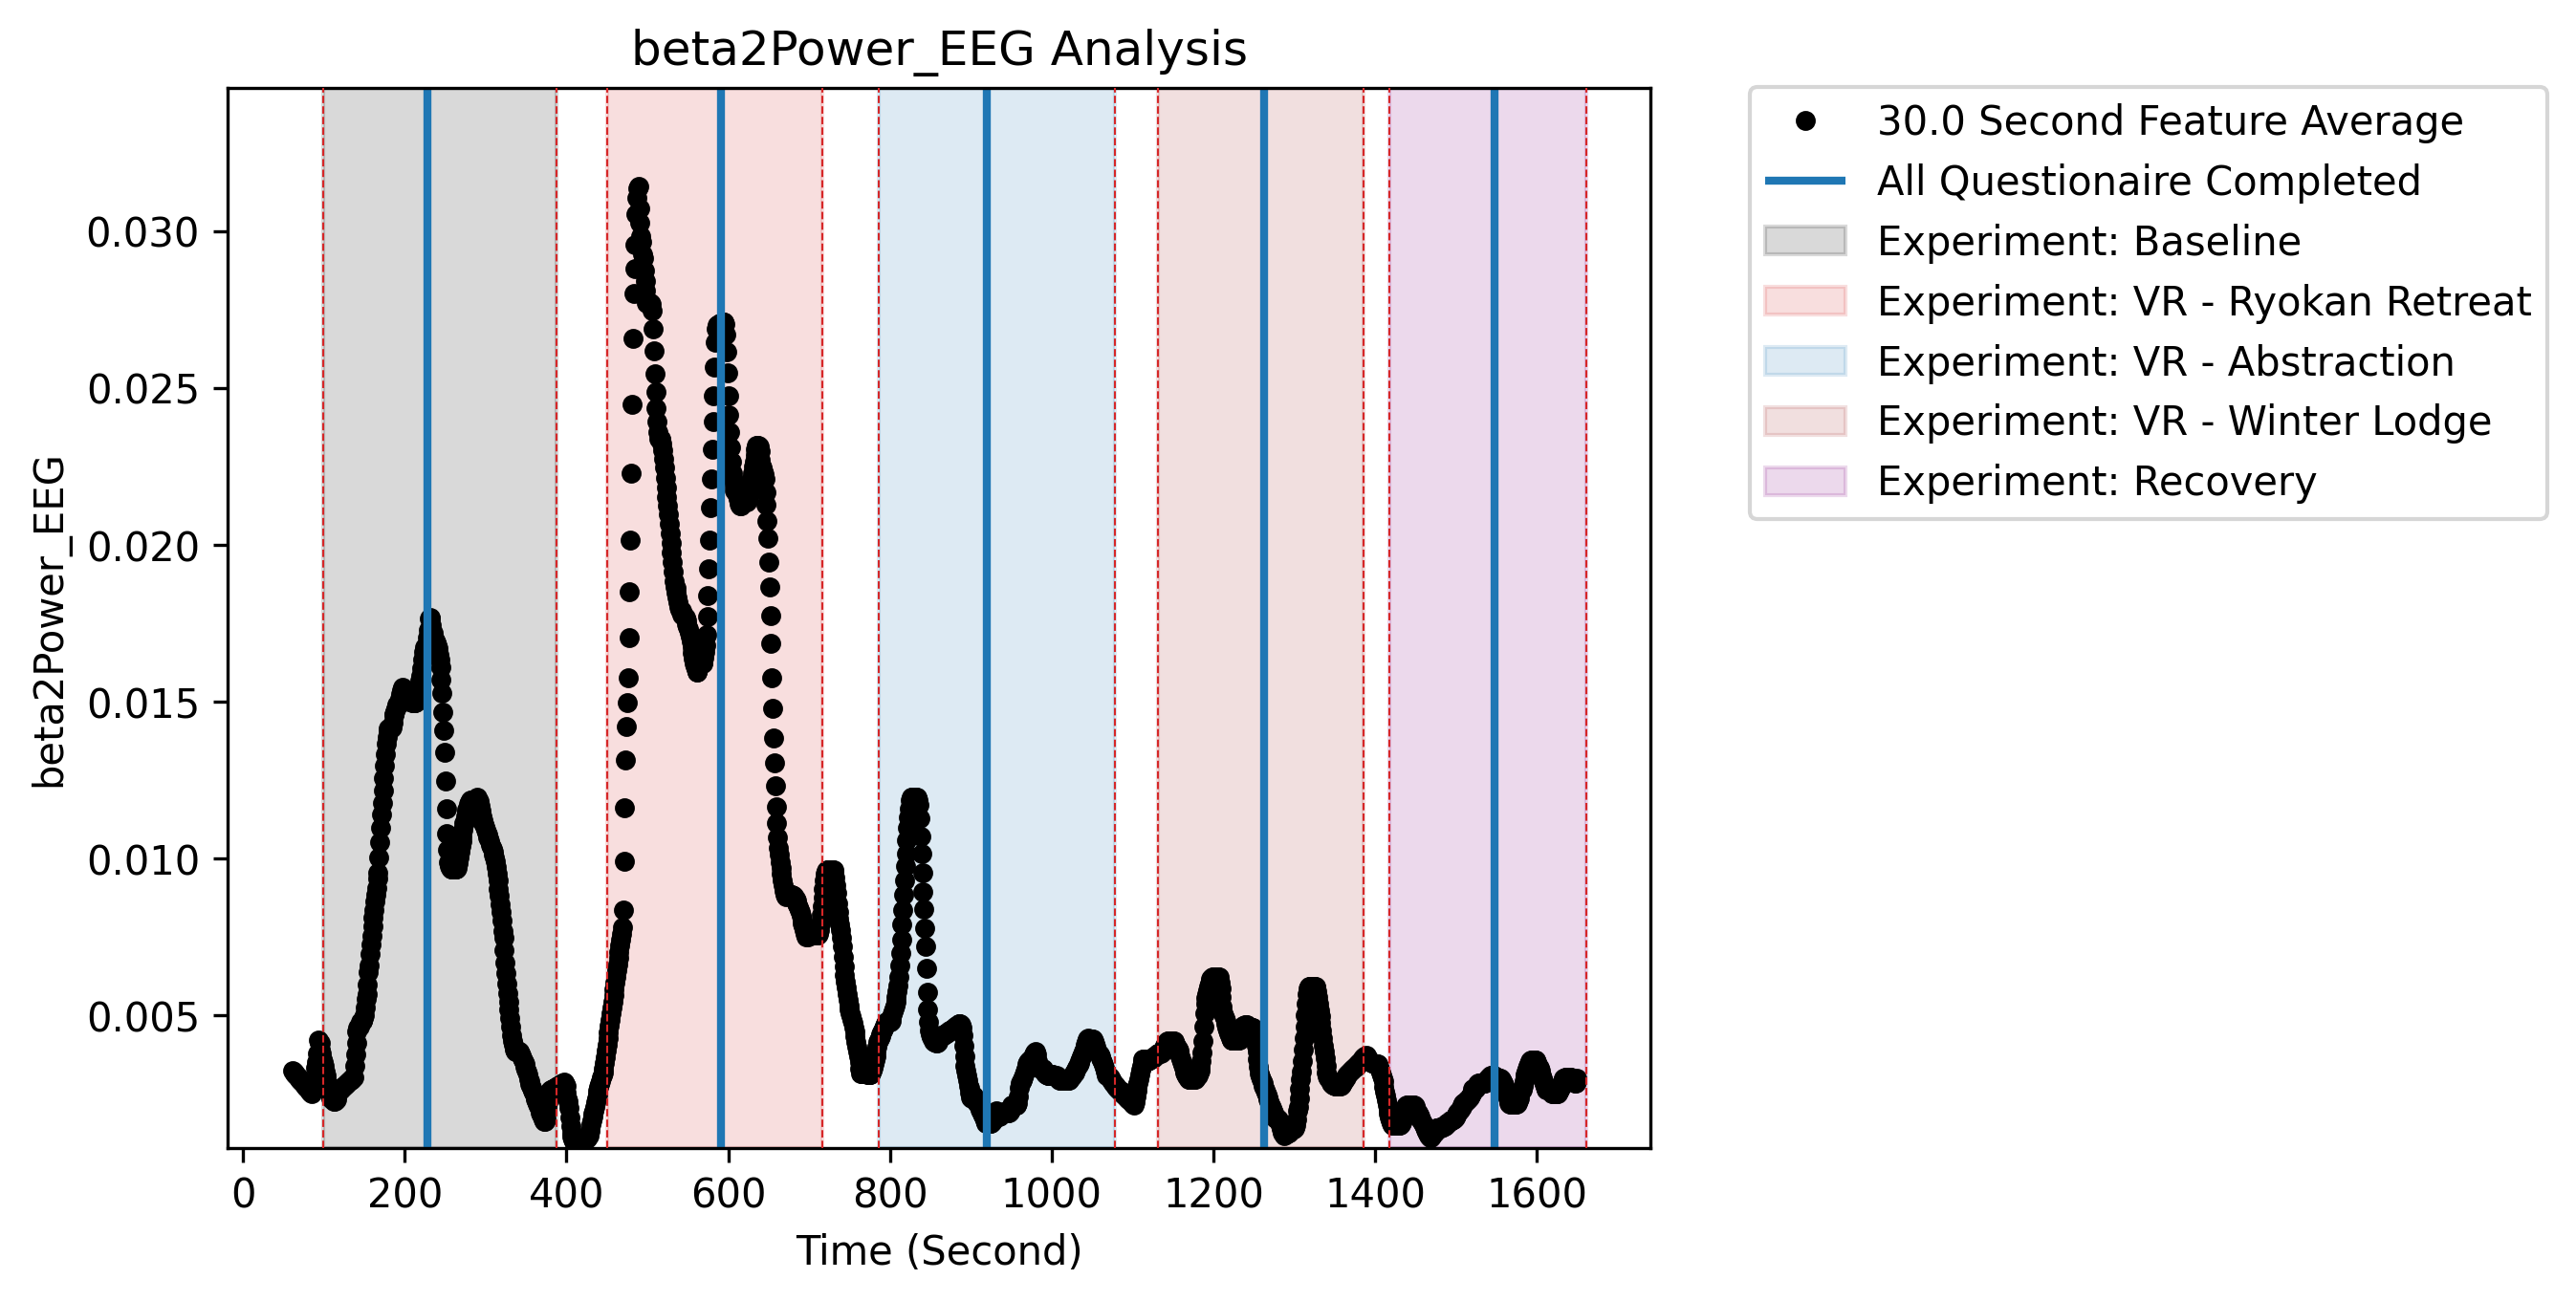 beta2Power_EEG Analysis
30.0 Second Feature Average
All Questionaire Completed
Experiment: Baseline
Experiment: VR - Ryokan Retreat
Experiment: VR - Abstraction
Experiment: VR - Winter Lodge
Experiment: Recovery
beta2Power_EEG
0.030
0.025
0.020
0.015
0.010
0.005
0 200 400 600 800 1000 1200 1400 1600
Time (Second)